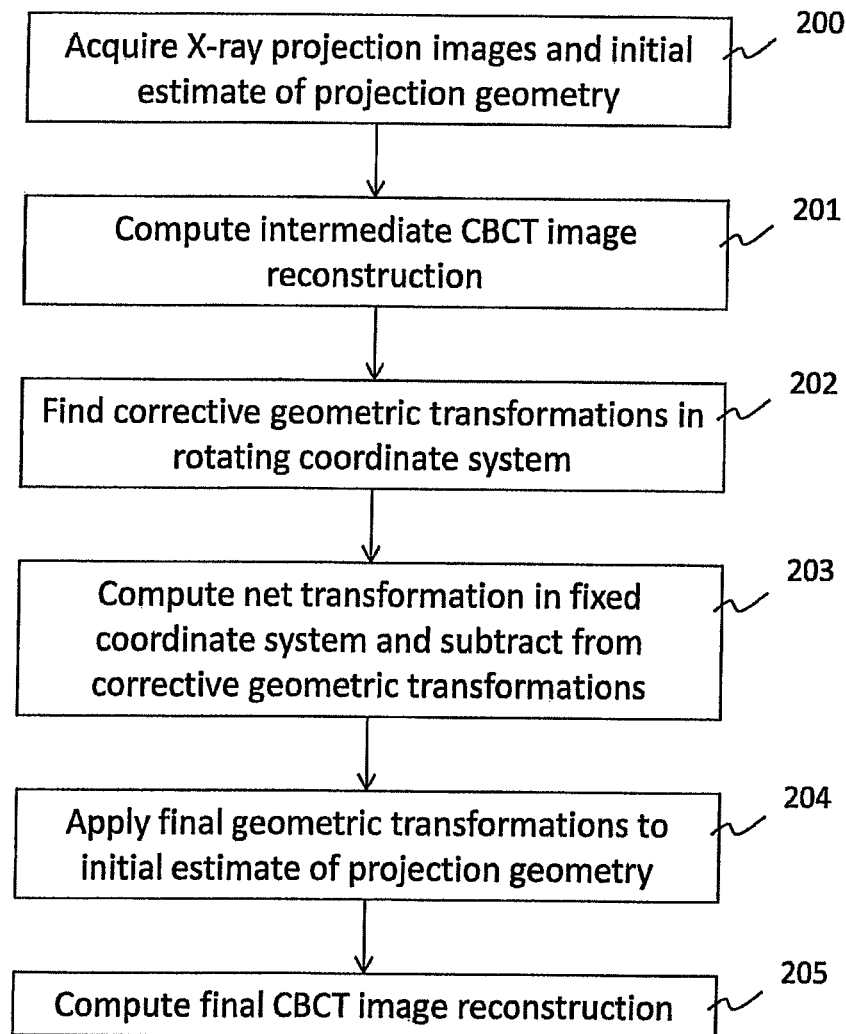 200
Acquire X-ray projection images and initial
estimate of projection geometry
201
Compute intermediate CBCT image
reconstruction
202
Find corrective geometric transformations in
rotating coordinate system
203
Compute net transformation in fixed
coordinate system and subtract from
corrective geometric transformations
204
Apply final geometric transformations to
initial estimate of projection geometry
205
Compute final CBCT image reconstruction